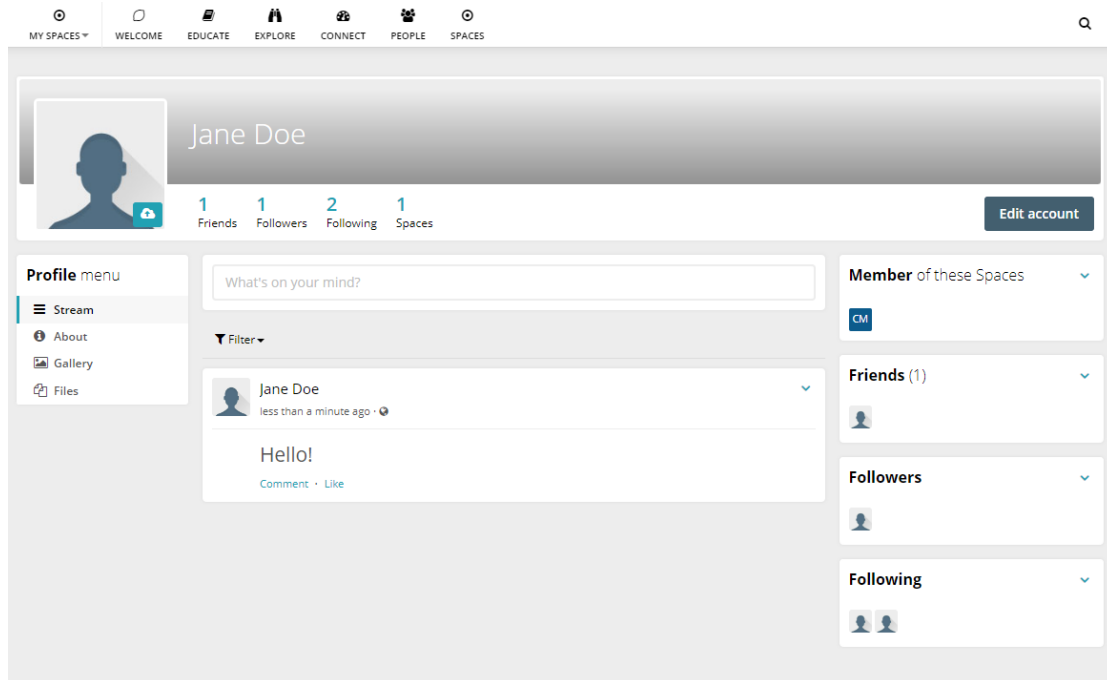 MY SPACES
WELCOME
EDUCATE
EXPLORE
CONNECT
PEOPLE
SPACES
Jane Doe
1 Friends
1 Followers
2 Following
1 Spaces
Edit account
Profile menu
Stream
About
Gallery
Files
What's on your mind?
Filter
Jane Doe
less than a minute ago ·
Hello!
Comment · Like
Member of these Spaces
CM
Friends (1)
Followers
Following